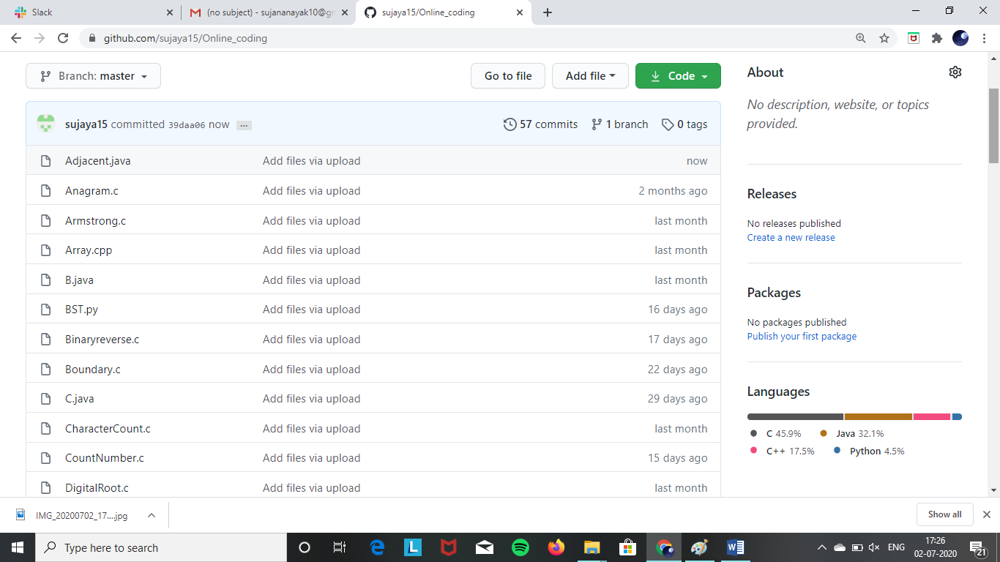 Slack
(no subject) - sujananayak10@gr
sujaya15/Online_coding
github.com/sujaya15/Online_coding
Branch: master
Go to file
Add file
Code
sujaya15 committed 39daa06 now ...
57 commits
1 branch
0 tags
Adjacent.java Add files via upload now
Anagram.c Add files via upload 2 months ago
Armstrong.c Add files via upload last month
Array.cpp Add files via upload last month
B.java Add files via upload last month
BST.py Add files via upload 16 days ago
Binaryreverse.c Add files via upload 17 days ago
Boundary.c Add files via upload 22 days ago
C.java Add files via upload 29 days ago
CharacterCount.c Add files via upload last month
CountNumber.c Add files via upload 15 days ago
DigitalRoot.c Add files via upload last month
About
No description, website, or topics
provided.
Releases
No releases published
Create a new release
Packages
No packages published
Publish your first package
Languages
C 45.9% Java 32.1%
C++ 17.5% Python 4.5%
IMG_20200702_17....jpg
Show all
Type here to search
L
W
ENG
17:26
02-07-2020
21